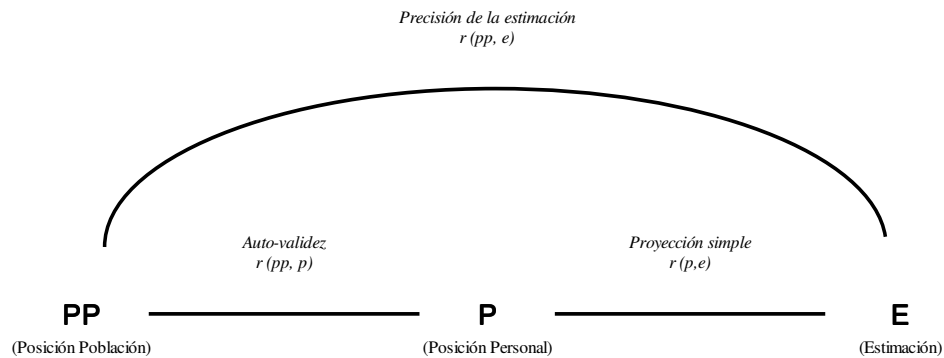 Precisión de la estimación
r (pp, e)
Auto-validez
r (pp, p)
Proyección simple
r (p,e)
PP
P
E
(Posición Población)
(Posición Personal)
(Estimación)